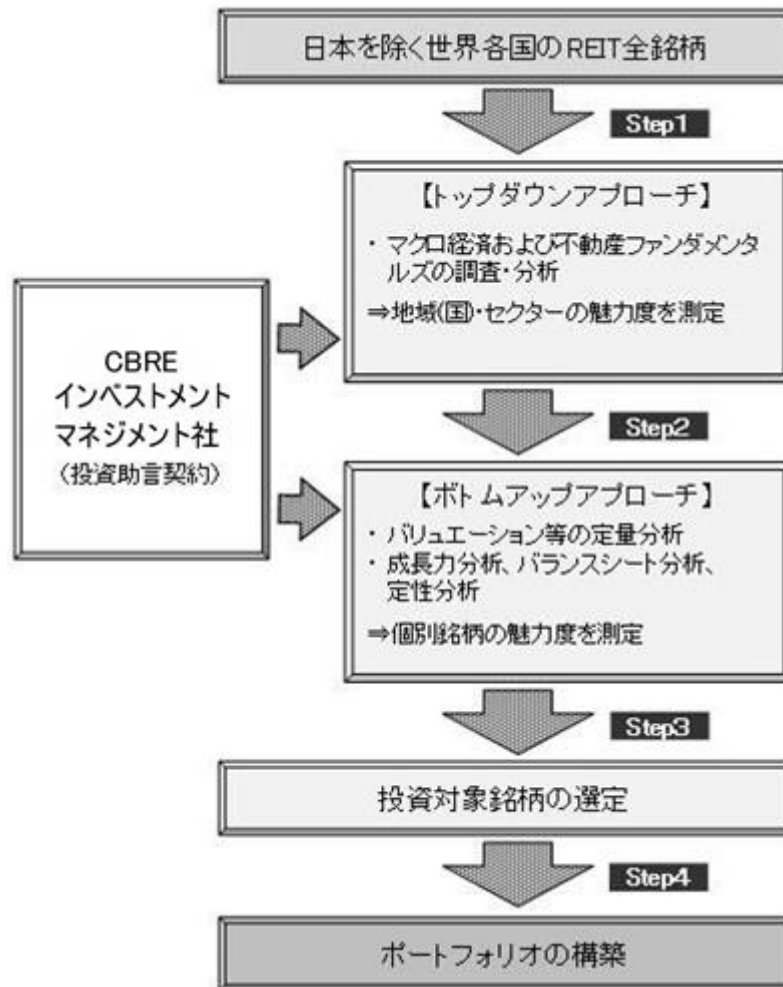 日本を除く世界各国のREIT全銘柄
Step1
【トップダウンアプローチ】
・ マクロ経済および不動産ファンダメンタ
ルズの調査・分析
⇒地域(国)・セクターの魅力度を測定
CBRE
インベストメント
マネジメント社
（投資助言契約）
Step2
【ボトムアップアプローチ】
・ バリュエーション等の定量分析
・ 成長力分析、バランスシート分析、
定性分析
⇒個別銘柄の魅力度を測定
Step3
投資対象銘柄の選定
Step4
ポートフォリオの構築